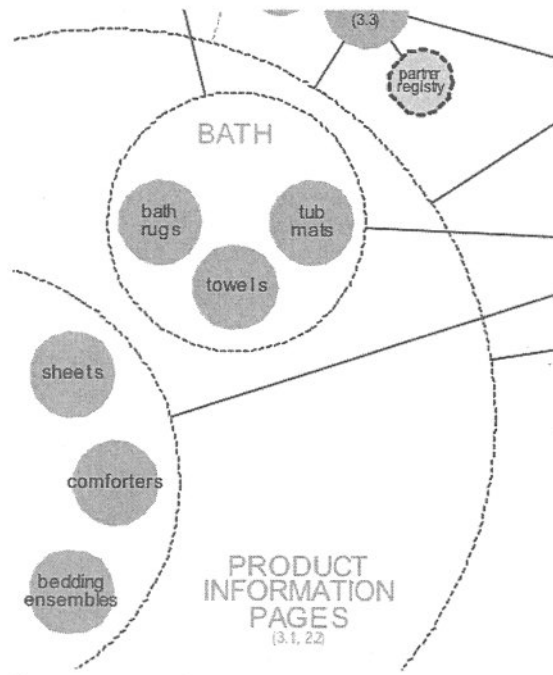 (3.3)
partner
registry
BATH
bath
rugs
tub
mats
towels
sheets
comforters
bedding
ensembles
PRODUCT
INFORMATION
PAGES
(3.1, 2.2)